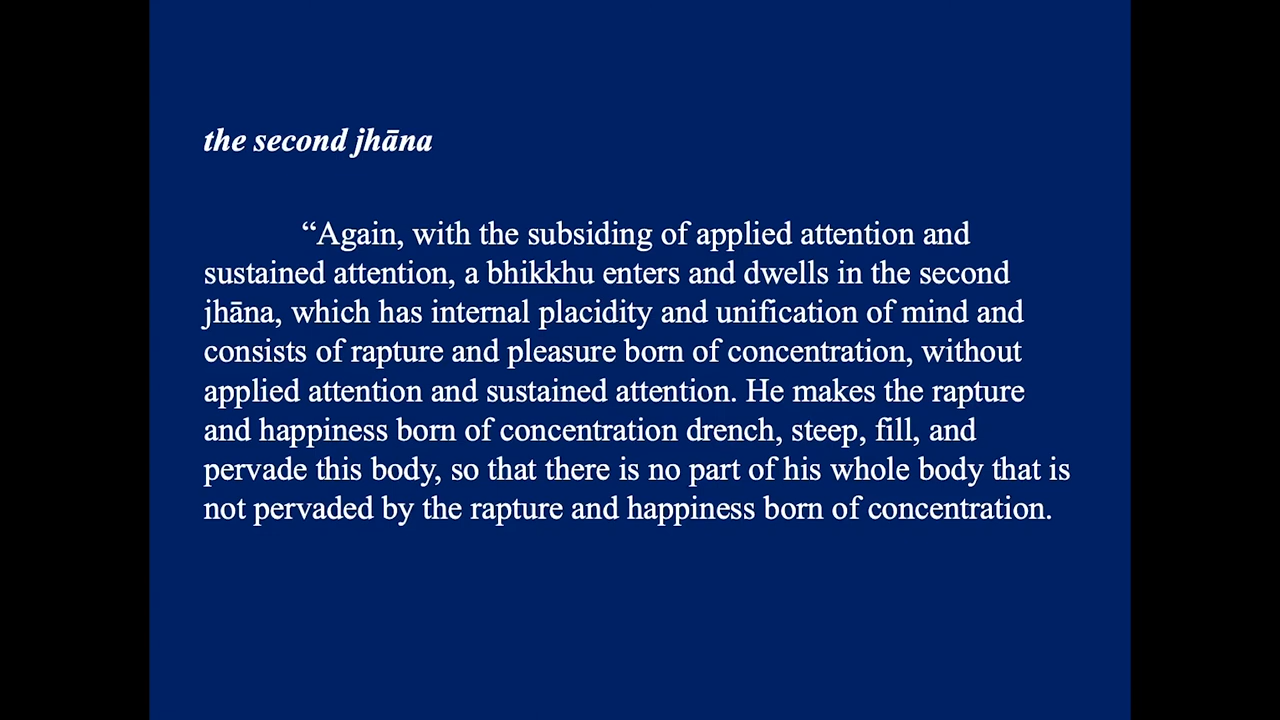 the second jhāna
“Again, with the subsiding of applied attention and
sustained attention, a bhikkhu enters and dwells in the second
jhāna, which has internal placidity and unification of mind and
consists of rapture and pleasure born of concentration, without
applied attention and sustained attention. He makes the rapture
and happiness born of concentration drench, steep, fill, and
pervade this body, so that there is no part of his whole body that is
not pervaded by the rapture and happiness born of concentration.